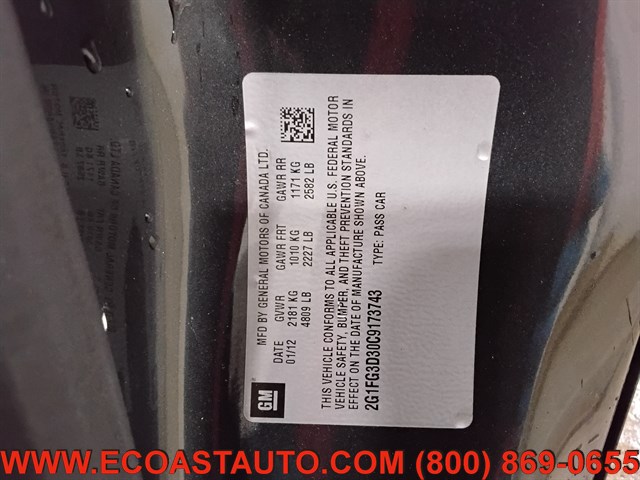 GM
MFD BY GENERAL MOTORS OF CANADA LTD.
DATE GVWR GAWR FRT GAWR RR
01/12 2181 KG 1010 KG 1171 KG
4809 LB 2227 LB 2582 LB
THIS VEHICLE CONFORMS TO ALL APPLICABLE U.S. FEDERAL MOTOR
VEHICLE SAFETY, BUMPER, AND THEFT PREVENTION STANDARDS IN
EFFECT ON THE DATE OF MANUFACTURE SHOWN ABOVE.
2G1FG3D30C9173743 TYPE: PASS CAR
WWW.ECOASTAUTO.COM (800) 869-0655